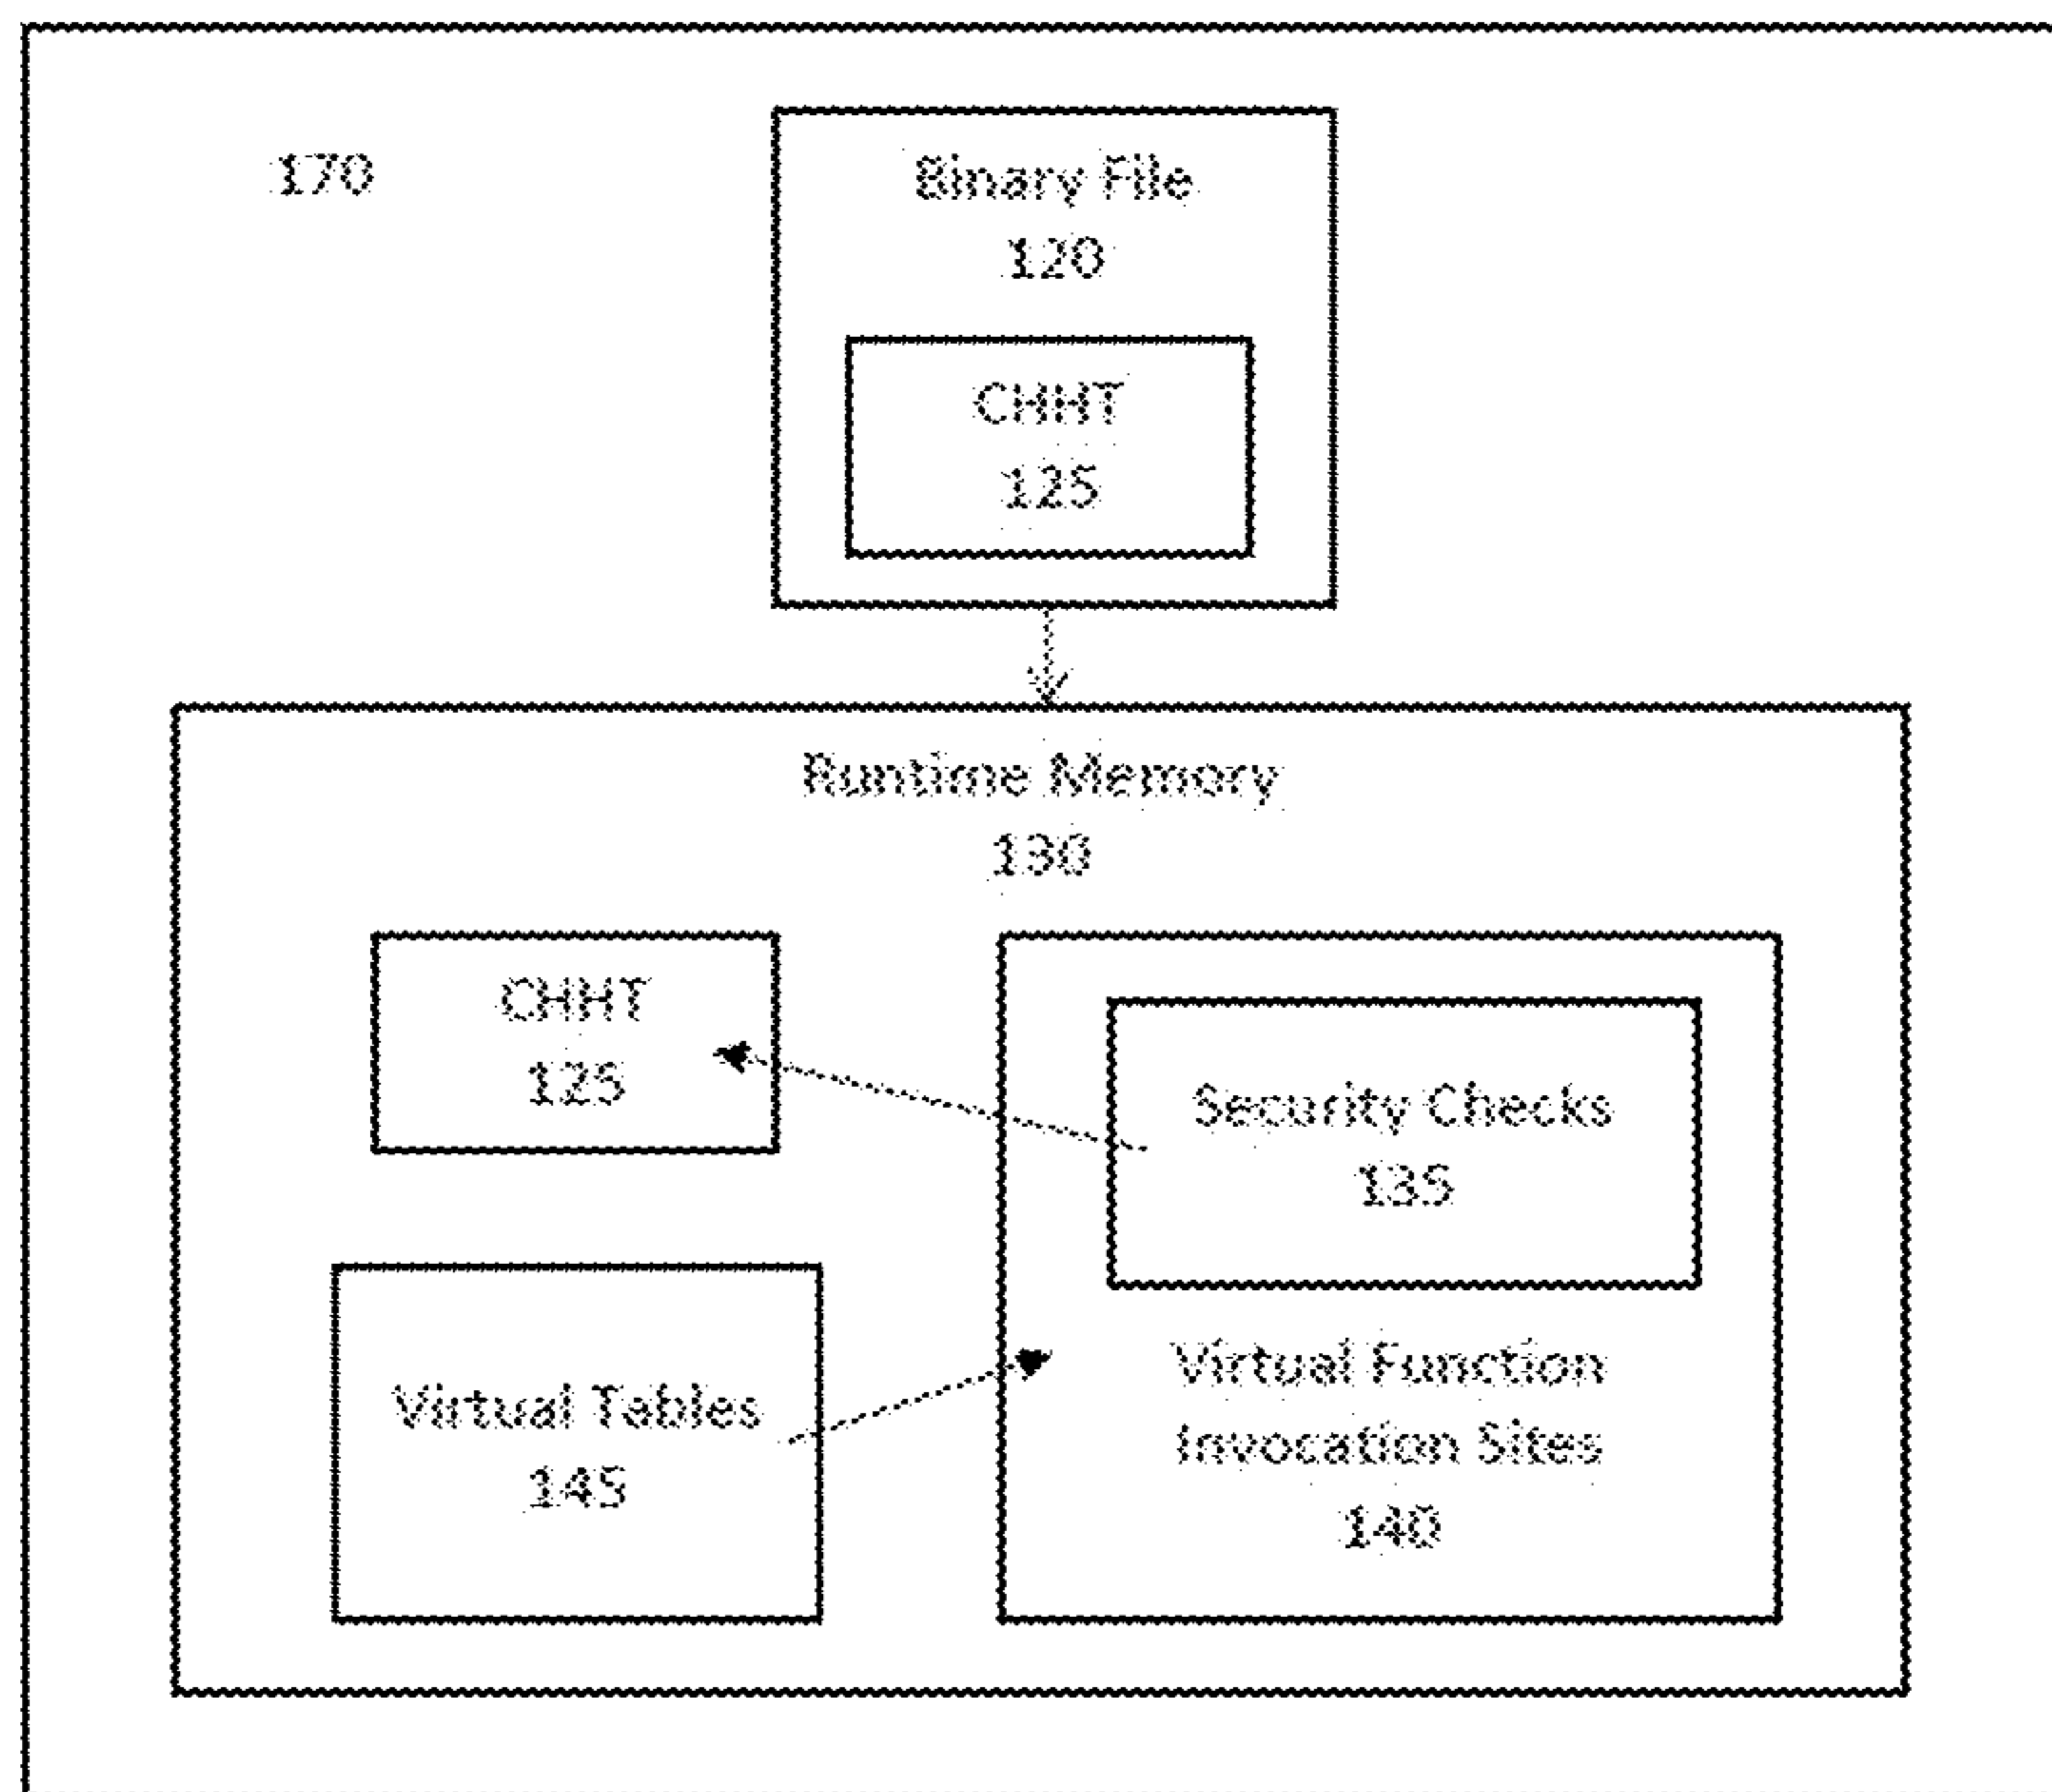 170
Binary File
120
CHHT
125
Runtime Memory
130
CHHT
125
Security Checks
135
Virtual Tables
145
Virtual Function
Invocation Sites
140